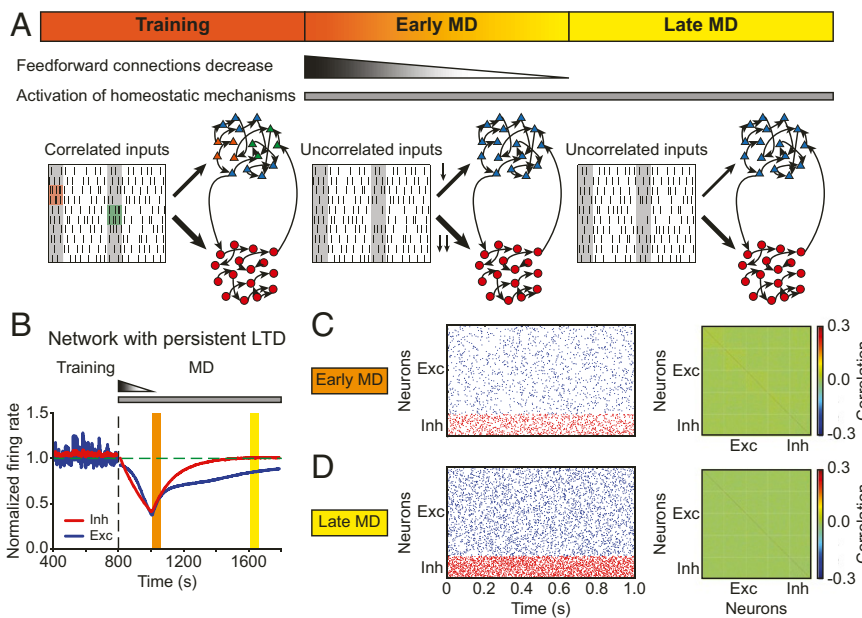 A
Training Early MD Late MD
Feedforward connections decrease
Activation of homeostatic mechanisms
Correlated inputs Uncorrelated inputs Uncorrelated inputs
B
Network with persistent LTD
Training MD
Normalized firing rate
1.5
1.0
0.5
0.0
Inh
Exc
400 800 1200 1600
Time (s)
C
Early MD
Neurons
Exc
Inh
Neurons
Exc
Inh
Exc Inh
0.3
0.0
-0.3
Correlation
D
Late MD
Neurons
Exc
Inh
0 0.2 0.4 0.6 0.8 1.0
Time (s)
Neurons
Exc
Inh
Exc Inh
Neurons
0.3
0.0
-0.3
Correlation